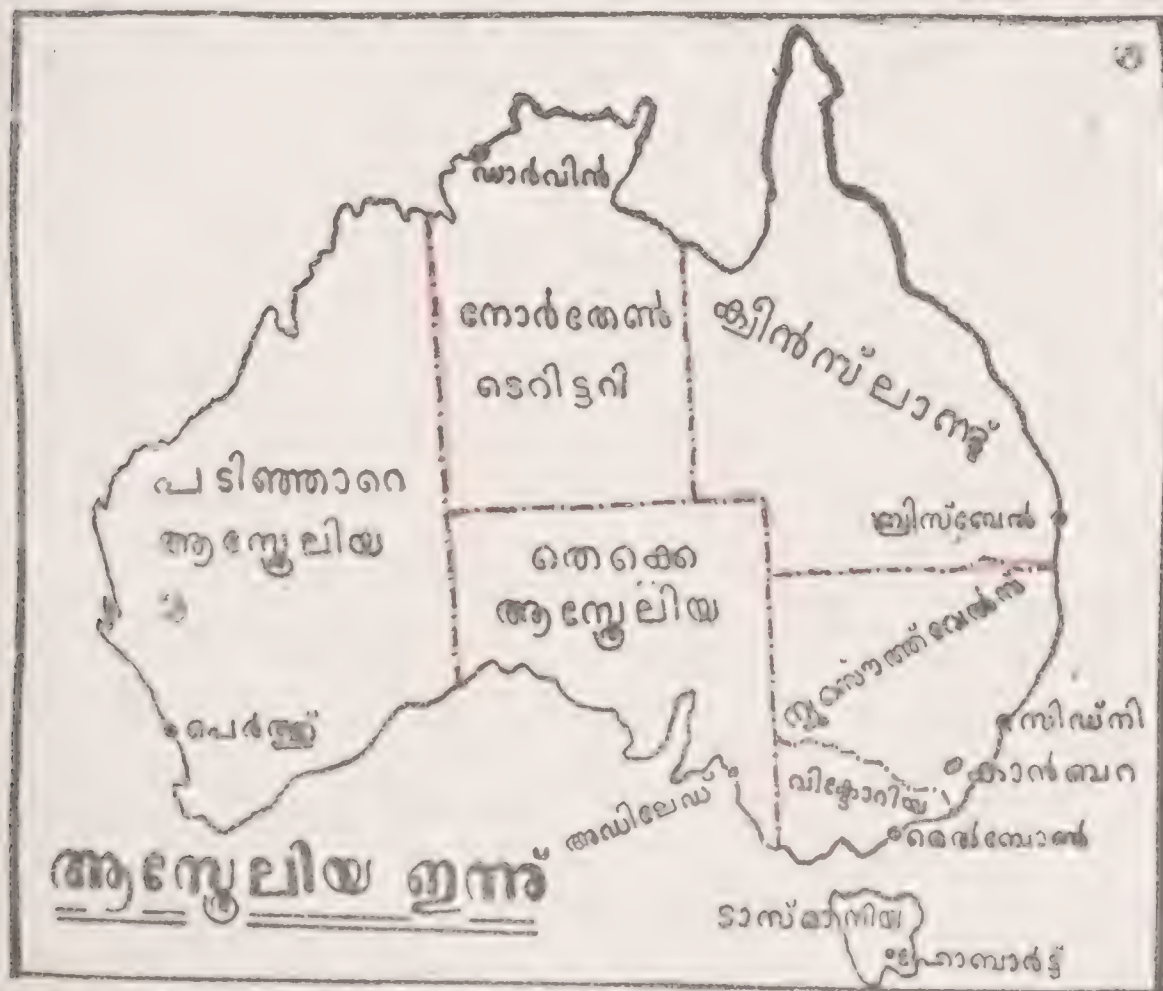 ഡാർവിൻ
നോർതേൺ
ടെറിട്ടറി
ക്വീൻസ് ലാന്റ്
പടിഞ്ഞാറെ
ആസ്ത്രേലിയ
ബ്രിസ്ബേൻ
തെക്കെ
ആസ്ത്രേലിയ
ന്യൂസൌത്ത് വേൽസ്
പെർത്ത്
സിഡ്നി
കാൻബറ
വിക്ടോറിയ
അഡിലേഡ്
മെൽബോൺ
ആസ്ത്രേലിയ ഇന്നു്
ടാസ്മാനിയ
ഹോബാർട്ട്